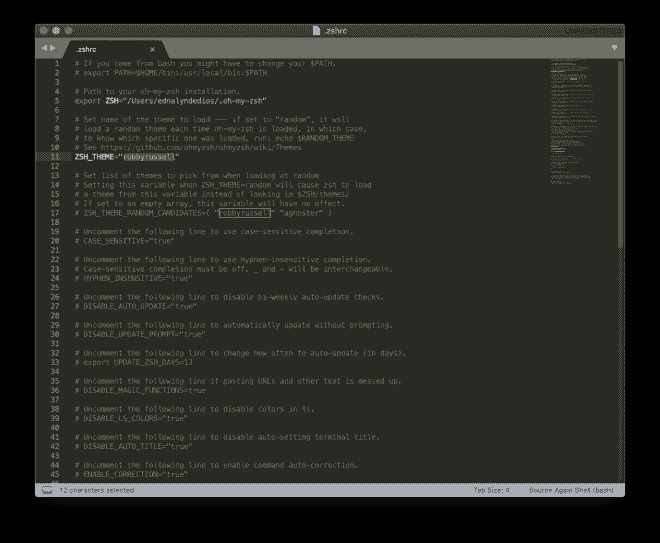 .zshrc
.zshrc
1 # If you come from bash you might have to change your $PATH.
2 # export PATH=$HOME/bin:/usr/local/bin:$PATH
3
4 # Path to your oh-my-zsh installation.
5 export ZSH="/Users/ednalyndedios/.oh-my-zsh"
6
7 # Set name of the theme to load --- if set to "random", it will
8 # load a random theme each time oh-my-zsh is loaded, in which case,
9 # to know which specific one was loaded, run: echo $RANDOM_THEME
10 # See https://github.com/ohmyzsh/ohmyzsh/wiki/Themes
11 ZSH_THEME="robbyrussell"
12
13 # Set list of themes to pick from when loading at random
14 # Setting this variable when ZSH_THEME=random will cause zsh to load
15 # a theme from this variable instead of looking in $ZSH/themes/
16 # If set to an empty array, this variable will have no effect.
17 # ZSH_THEME_RANDOM_CANDIDATES=( "robbyrussell" "agnoster" )
18
19 # Uncomment the following line to use case-sensitive completion.
20 # CASE_SENSITIVE="true"
21
22 # Uncomment the following line to use hyphen-insensitive completion.
23 # Case-sensitive completion must be off. _ and - will be interchangeable.
24 # HYPHEN_INSENSITIVE="true"
25
26 # Uncomment the following line to disable bi-weekly auto-update checks.
27 # DISABLE_AUTO_UPDATE="true"
28
29 # Uncomment the following line to automatically update without prompting.
30 # DISABLE_UPDATE_PROMPT="true"
31
32 # Uncomment the following line to change how often to auto-update (in days).
33 # export UPDATE_ZSH_DAYS=13
34
35 # Uncomment the following line if pasting URLs and other text is messed up.
36 # DISABLE_MAGIC_FUNCTIONS=true
37
38 # Uncomment the following line to disable colors in ls.
39 # DISABLE_LS_COLORS="true"
40
41 # Uncomment the following line to disable auto-setting terminal title.
42 # DISABLE_AUTO_TITLE="true"
43
44 # Uncomment the following line to enable command auto-correction.
45 # ENABLE_CORRECTION="true"
12 characters selected
Tab Size: 4
Bourne Again Shell (bash)